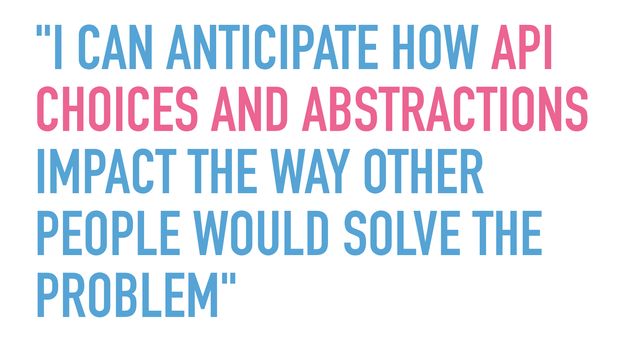 "I CAN ANTICIPATE HOW API
CHOICES AND ABSTRACTIONS
IMPACT THE WAY OTHER
PEOPLE WOULD SOLVE THE
PROBLEM"